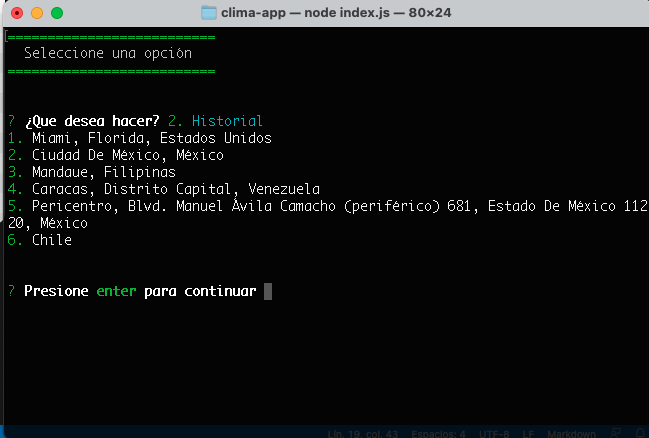 clima-app — node index.js — 80×24
===========================
Seleccione una opción
===========================
? ¿Que desea hacer? 2. Historial
1. Miami, Florida, Estados Unidos
2. Ciudad De México, México
3. Mandaue, Filipinas
4. Caracas, Distrito Capital, Venezuela
5. Pericentro, Blvd. Manuel Ávila Camacho (periférico) 681, Estado De México 112
20, México
6. Chile
? Presione enter para continuar
Lín. 19, col. 43 Espacios: 4 UTF-8 LF Markdown